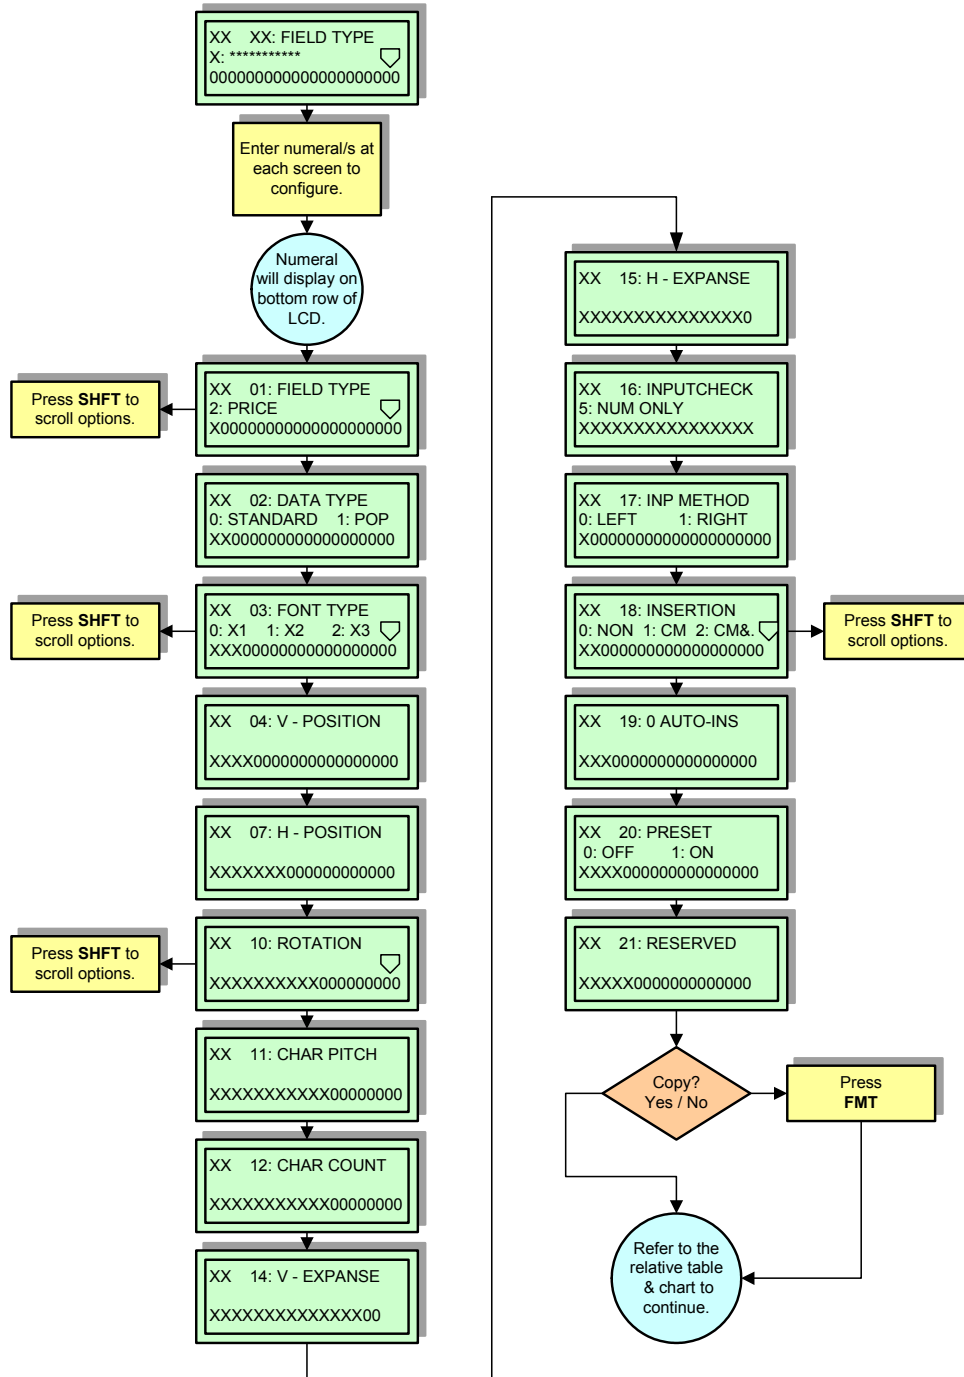 XX XX: FIELD TYPE
X: ***********
0000000000000000000000
Enter numeral/s at
each screen to
configure.
Numeral
will display on
bottom row of
LCD.
Press SHFT to
scroll options.
XX 01: FIELD TYPE
2: PRICE
X00000000000000000000
XX 02: DATA TYPE
0: STANDARD 1: POP
XX000000000000000000
Press SHFT to
scroll options.
XX 03: FONT TYPE
0: X1 1: X2 2: X3
XXX00000000000000000
XX 04: V - POSITION
XXXX0000000000000000
XX 07: H - POSITION
XXXXXXX000000000000
Press SHFT to
scroll options.
XX 10: ROTATION
XXXXXXXXXX000000000
XX 11: CHAR PITCH
XXXXXXXXXXX00000000
XX 12: CHAR COUNT
XXXXXXXXXXX00000000
XX 14: V - EXPANSE
XXXXXXXXXXXXXX00
XX 15: H - EXPANSE
XXXXXXXXXXXXXXX0
XX 16: INPUTCHECK
5: NUM ONLY
XXXXXXXXXXXXXXXX
XX 17: INP METHOD
0: LEFT 1: RIGHT
X00000000000000000000
XX 18: INSERTION
0: NON 1: CM 2: CM&.
XX000000000000000000
Press SHFT to
scroll options.
XX 19: 0 AUTO-INS
XXX0000000000000000
XX 20: PRESET
0: OFF 1: ON
XXXX000000000000000
XX 21: RESERVED
XXXXX0000000000000
Copy?
Yes / No
Press
FMT
Refer to the
relative table
& chart to
continue.